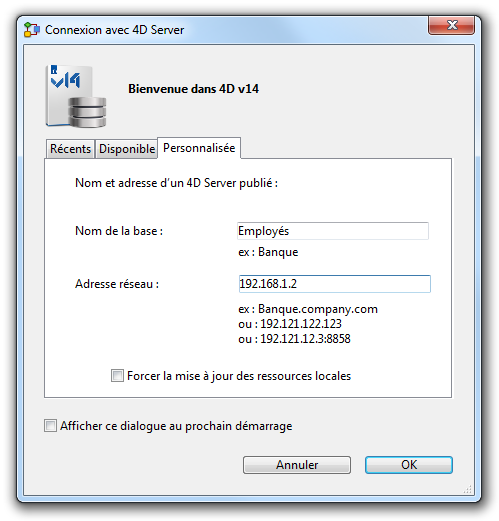 Connexion avec 4D Server
v14
Bienvenue dans 4D v14
Récents Disponible Personnalisée
Nom et adresse d'un 4D Server publié :
Nom de la base : Employés
ex : Banque
Adresse réseau : 192.168.1.2
ex : Banque.company.com
ou : 192.121.122.123
ou : 192.121.12.3:8858
Forcer la mise à jour des ressources locales
Afficher ce dialogue au prochain démarrage
Annuler OK